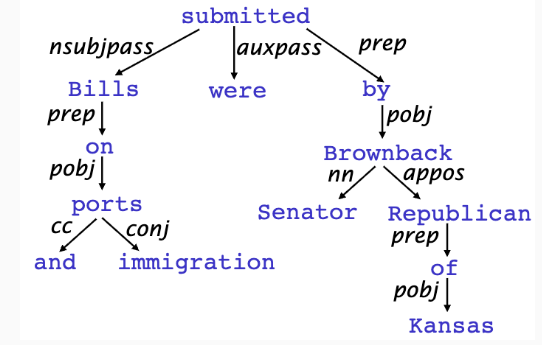 submitted
nsubjpass auxpass prep
Bills were by
prep pobj
on Brownback
pobj nn appos
ports Senator Republican
cc conj prep
and immigration of
pobj
Kansas